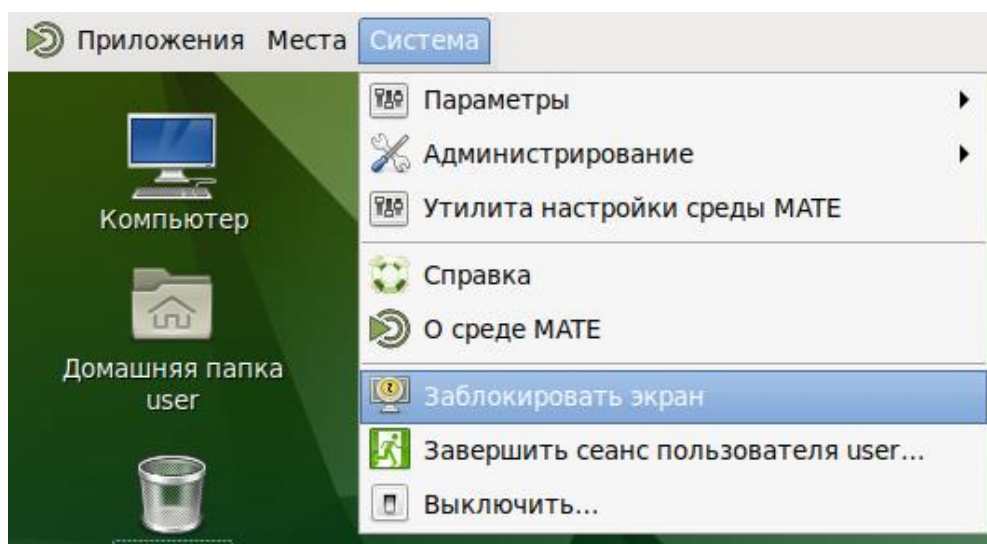 Приложения Места Система
Параметры
Администрирование
Утилита настройки среды MATE
Справка
О среде MATE
Заблокировать экран
Завершить сеанс пользователя user...
Выключить...
Компьютер
Домашняя папка
user